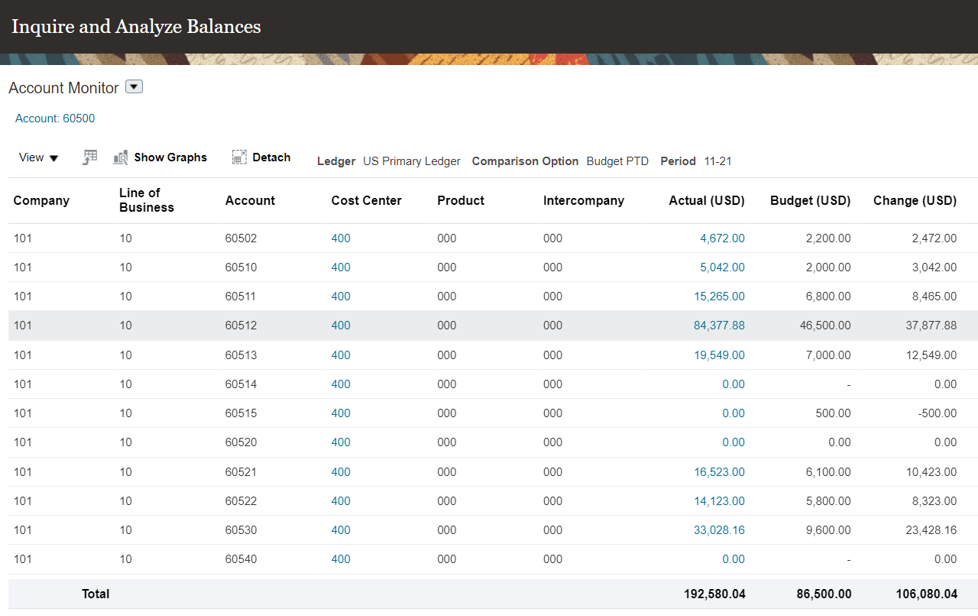 Inquire and Analyze Balances
Account Monitor
Account: 60500
View Show Graphs Detach Ledger US Primary Ledger Comparison Option Budget PTD Period 11-21
Company Line of Business Account Cost Center Product Intercompany Actual (USD) Budget (USD) Change (USD)
101 10 60502 400 000 000 4,672.00 2,200.00 2,472.00
101 10 60510 400 000 000 5,042.00 2,000.00 3,042.00
101 10 60511 400 000 000 15,265.00 6,800.00 8,465.00
101 10 60512 400 000 000 84,377.88 46,500.00 37,877.88
101 10 60513 400 000 000 19,549.00 7,000.00 12,549.00
101 10 60514 400 000 000 0.00 - 0.00
101 10 60515 400 000 000 0.00 500.00 -500.00
101 10 60520 400 000 000 0.00 0.00 0.00
101 10 60521 400 000 000 16,523.00 6,100.00 10,423.00
101 10 60522 400 000 000 14,123.00 5,800.00 8,323.00
101 10 60530 400 000 000 33,028.16 9,600.00 23,428.16
101 10 60540 400 000 000 0.00 - 0.00
Total 192,580.04 86,500.00 106,080.04